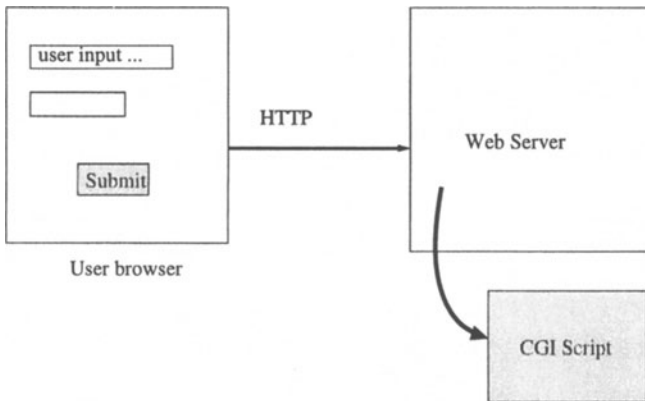 user input ...
HTTP
Web Server
Submit
User browser
CGI Script